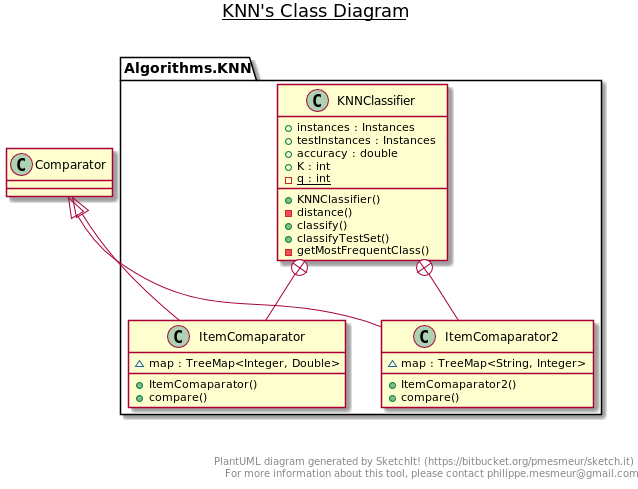 KNN's Class Diagram
Algorithms.KNN
C KNNClassifier
instances : Instances
testInstances : Instances
accuracy : double
K : int
q : int
KNNClassifier()
distance()
classify()
classifyTestSet()
getMostFrequentClass()
C Comparator
C ItemComaparator
map : TreeMap<Integer, Double>
ItemComaparator()
compare()
C ItemComaparator2
map : TreeMap<String, Integer>
ItemComaparator2()
compare()
PlantUML diagram generated by SketchIt! (https://bitbucket.org/pmesmeur/sketch.it)
For more information about this tool, please contact philippe.mesmeur@gmail.com